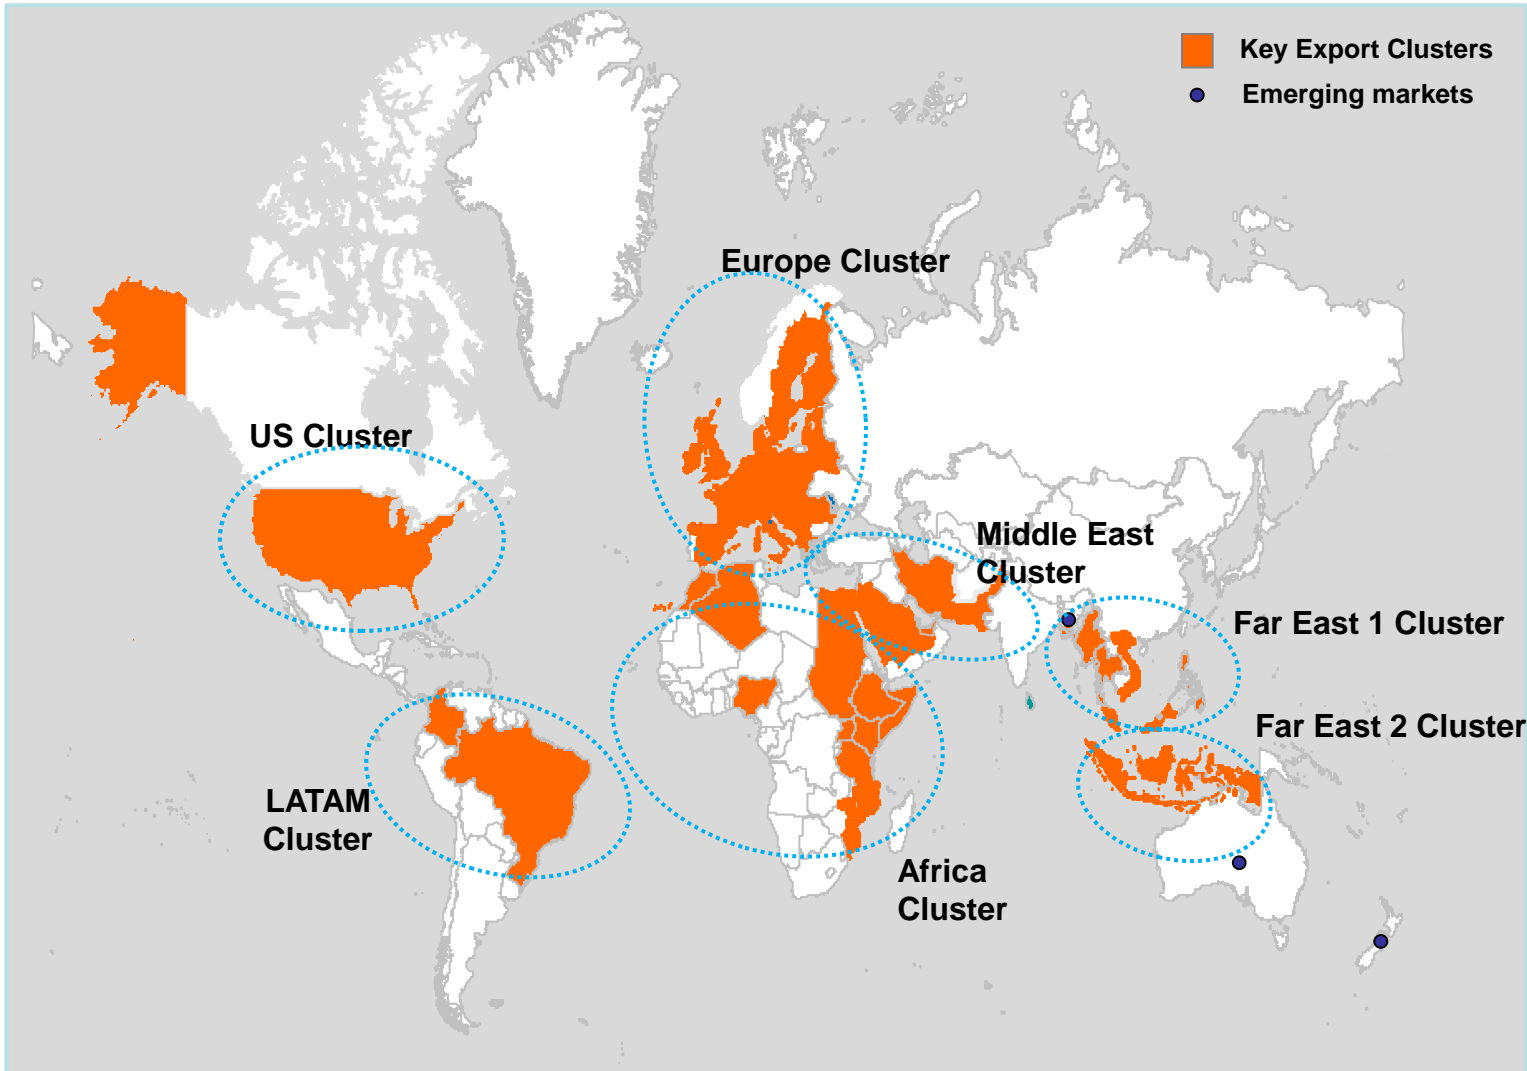 Key Export Clusters
Emerging markets
Europe Cluster
US Cluster
Middle East
Cluster
Far East 1 Cluster
Far East 2 Cluster
LATAM
Cluster
Africa
Cluster